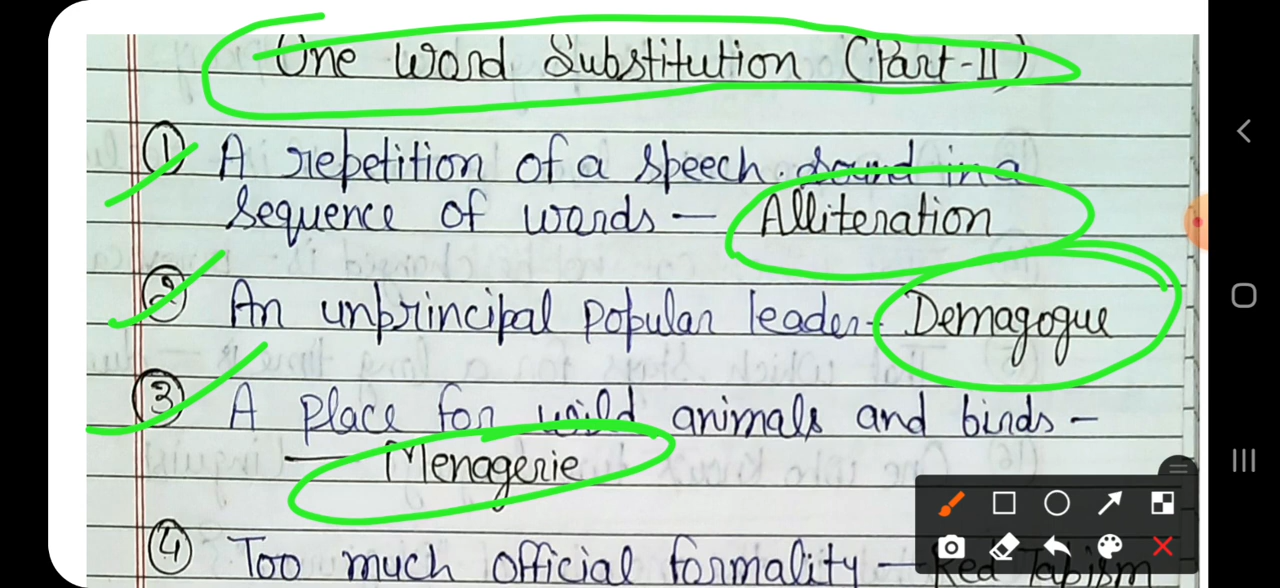 One Word Substitution (Part-II)
① A repetition of a speech sound in a
sequence of words - Alliteration
② An unprincipal popular leader - Demagogue
③ A place for wild animals and birds -
- Menagerie
④ Too much official formality - Red Tapism